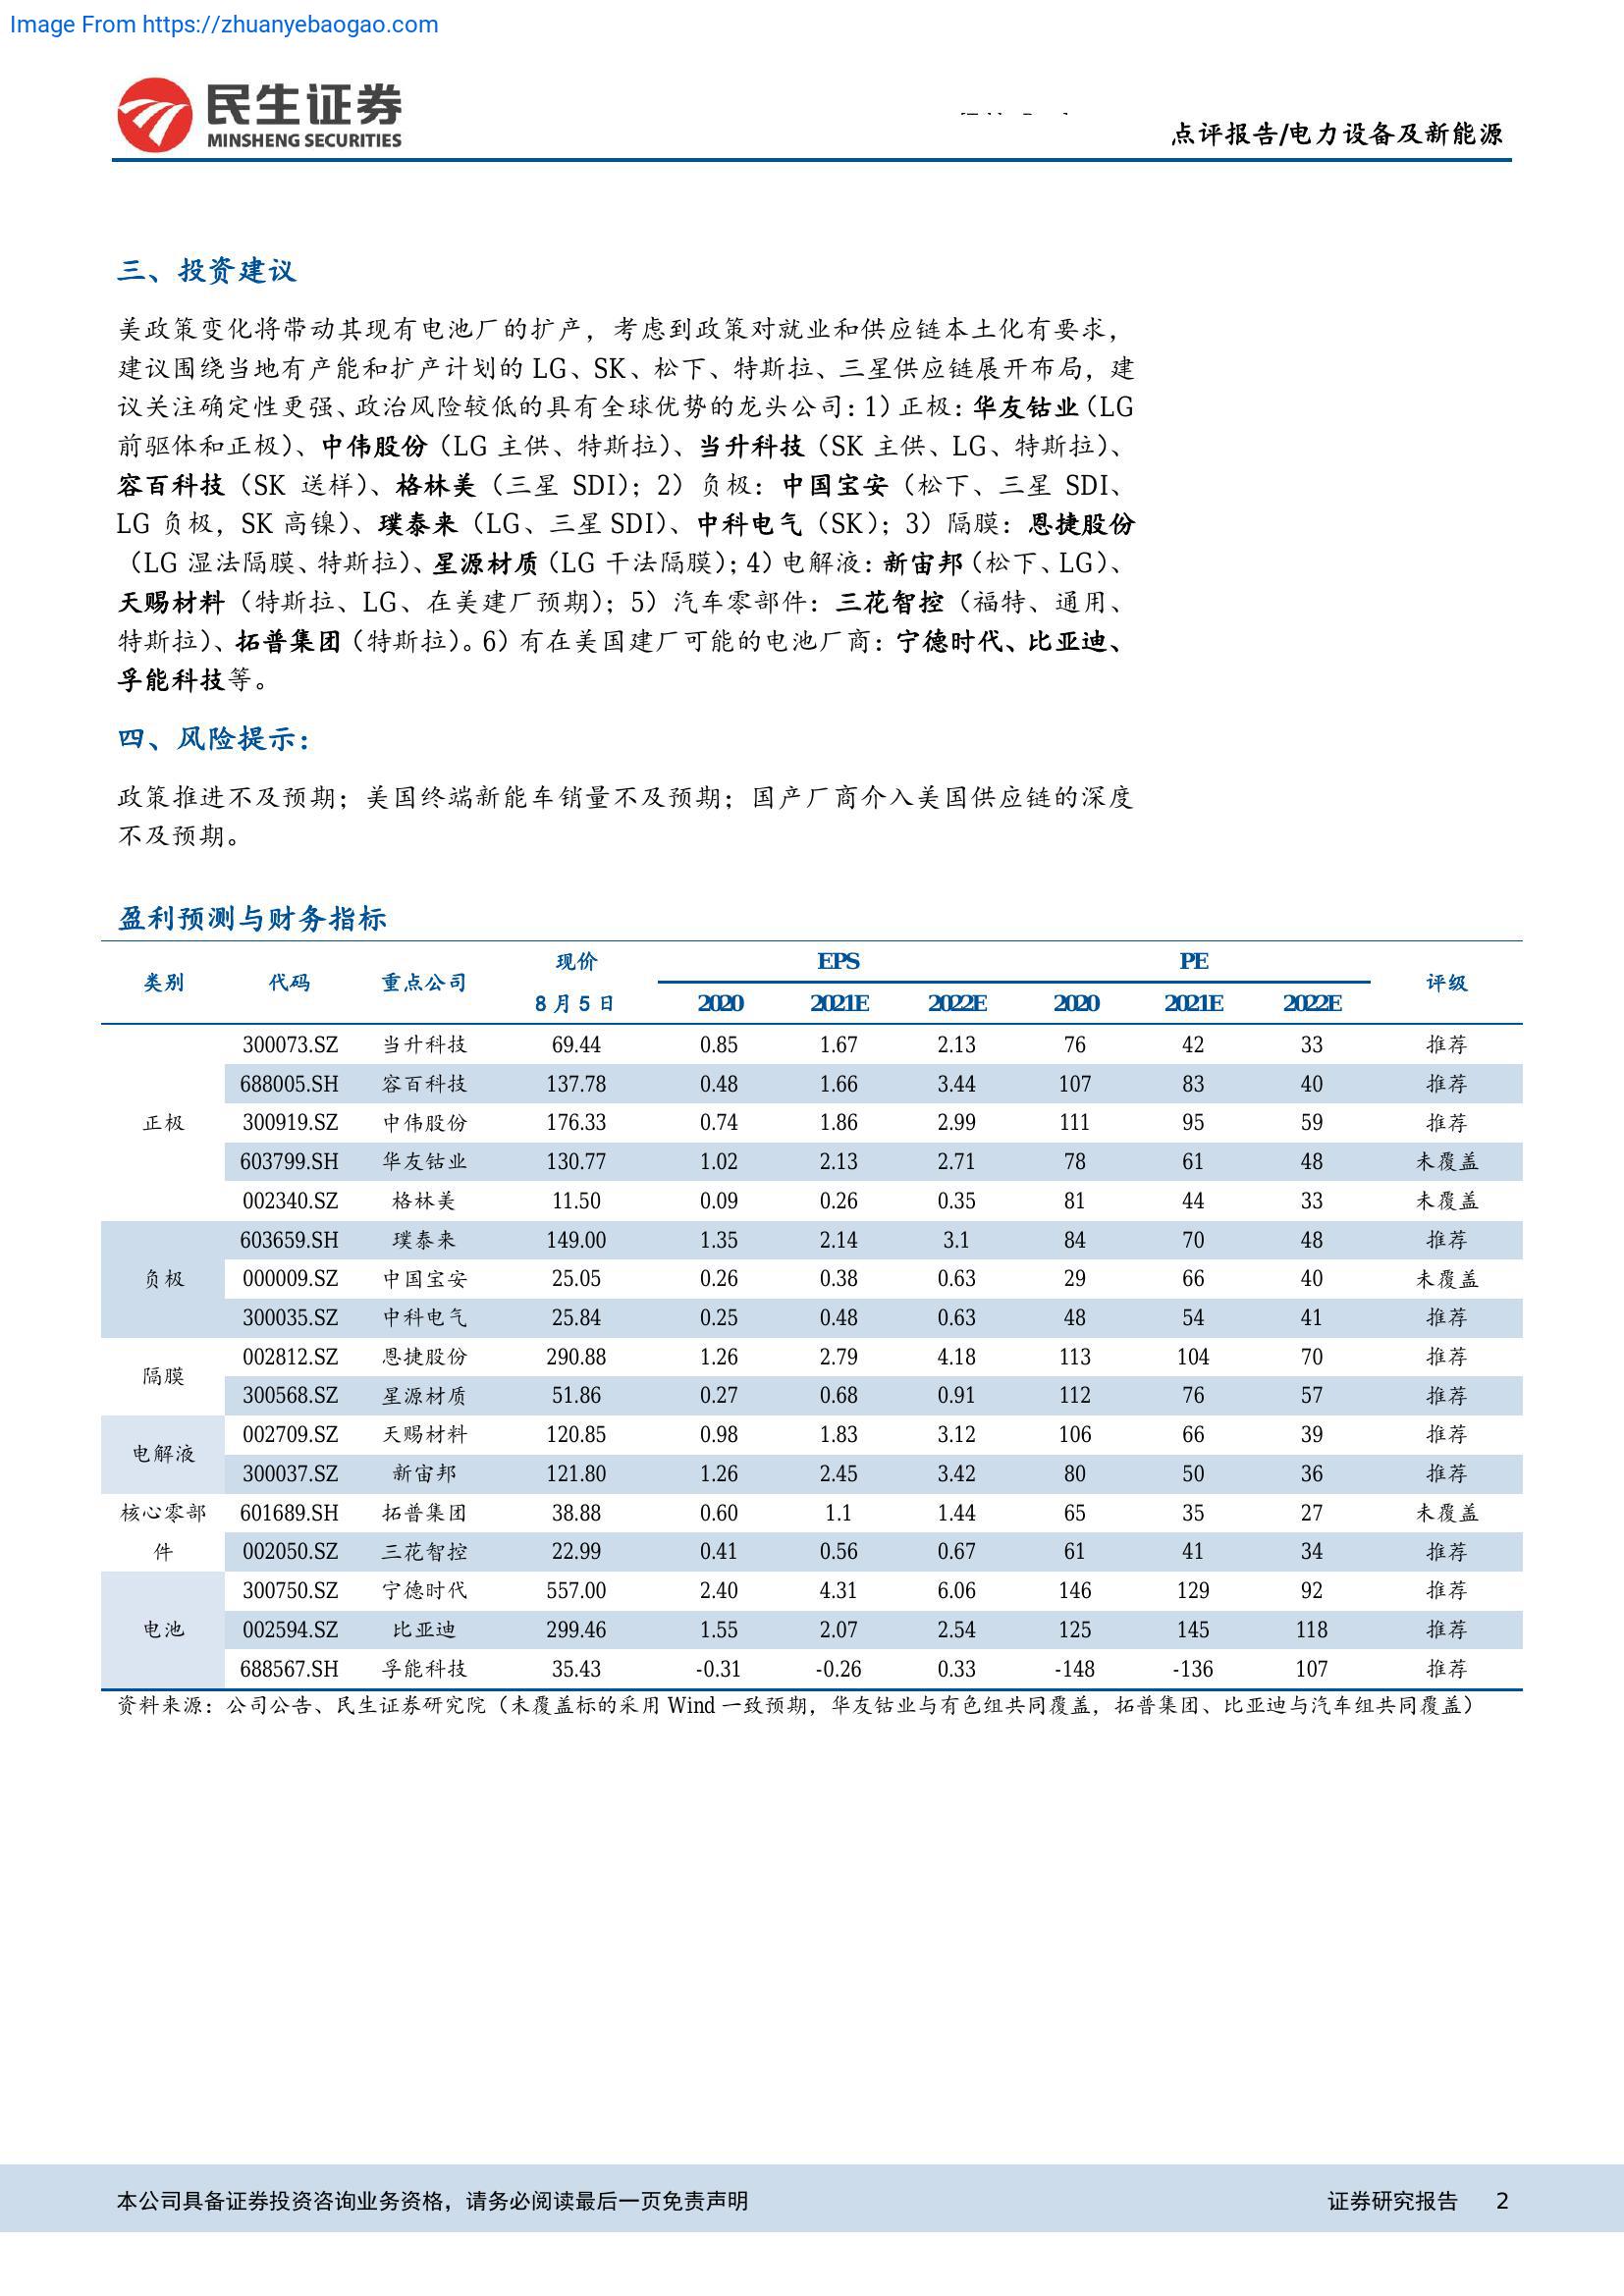 Image From https://zhuanyebaogao.com
民生证券
MINSHENG SECURITIES
点评报告/电力设备及新能源
三、投资建议
美政策变化将带动其现有电池厂的扩产，考虑到政策对就业和供应链本土化有要求，
建议围绕当地有产能和扩产计划的 LG、SK、松下、特斯拉、三星供应链展开布局，建
议关注确定性更强、政治风险较低的具有全球优势的龙头公司：1）正极：华友钴业（LG
前驱体和正极）、中伟股份（LG 主供、特斯拉）、当升科技（SK 主供、LG、特斯拉）、
容百科技（SK 送样）、格林美（三星 SDI）；2）负极：中国宝安（松下、三星 SDI、
LG 负极，SK 高镍）、璞泰来（LG、三星 SDI）、中科电气（SK）；3）隔膜：恩捷股份
（LG 湿法隔膜、特斯拉）、星源材质（LG 干法隔膜）；4）电解液：新宙邦（松下、LG）、
天赐材料（特斯拉、LG、在美建厂预期）；5）汽车零部件：三花智控（福特、通用、
特斯拉）、拓普集团（特斯拉）。6）有在美国建厂可能的电池厂商：宁德时代、比亚迪、
孚能科技等。
四、风险提示：
政策推进不及预期；美国终端新能车销量不及预期；国产厂商介入美国供应链的深度
不及预期。
盈利预测与财务指标
类别 代码 重点公司 现价 EPS PE 评级
8 月 5 日 2020 2021E 2022E 2020 2021E 2022E
300073.SZ 当升科技 69.44 0.85 1.67 2.13 76 42 33 推荐
688005.SH 容百科技 137.78 0.48 1.66 3.44 107 83 40 推荐
正极 300919.SZ 中伟股份 176.33 0.74 1.86 2.99 111 95 59 推荐
603799.SH 华友钴业 130.77 1.02 2.13 2.71 78 61 48 未覆盖
002340.SZ 格林美 11.50 0.09 0.26 0.35 81 44 33 未覆盖
603659.SH 璞泰来 149.00 1.35 2.14 3.1 84 70 48 推荐
负极 000009.SZ 中国宝安 25.05 0.26 0.38 0.63 29 66 40 未覆盖
300035.SZ 中科电气 25.84 0.25 0.48 0.63 48 54 41 推荐
隔膜 002812.SZ 恩捷股份 290.88 1.26 2.79 4.18 113 104 70 推荐
300568.SZ 星源材质 51.86 0.27 0.68 0.91 112 76 57 推荐
电解液 002709.SZ 天赐材料 120.85 0.98 1.83 3.12 106 66 39 推荐
300037.SZ 新宙邦 121.80 1.26 2.45 3.42 80 50 36 推荐
核心零部 601689.SH 拓普集团 38.88 0.60 1.1 1.44 65 35 27 未覆盖
件 002050.SZ 三花智控 22.99 0.41 0.56 0.67 61 41 34 推荐
300750.SZ 宁德时代 557.00 2.40 4.31 6.06 146 129 92 推荐
电池 002594.SZ 比亚迪 299.46 1.55 2.07 2.54 125 145 118 推荐
688567.SH 孚能科技 35.43 -0.31 -0.26 0.33 -148 -136 107 推荐
资料来源：公司公告、民生证券研究院（未覆盖标的采用 Wind 一致预期，华友钴业与有色组共同覆盖，拓普集团、比亚迪与汽车组共同覆盖）
本公司具备证券投资咨询业务资格，请务必阅读最后一页免责声明 证券研究报告 2